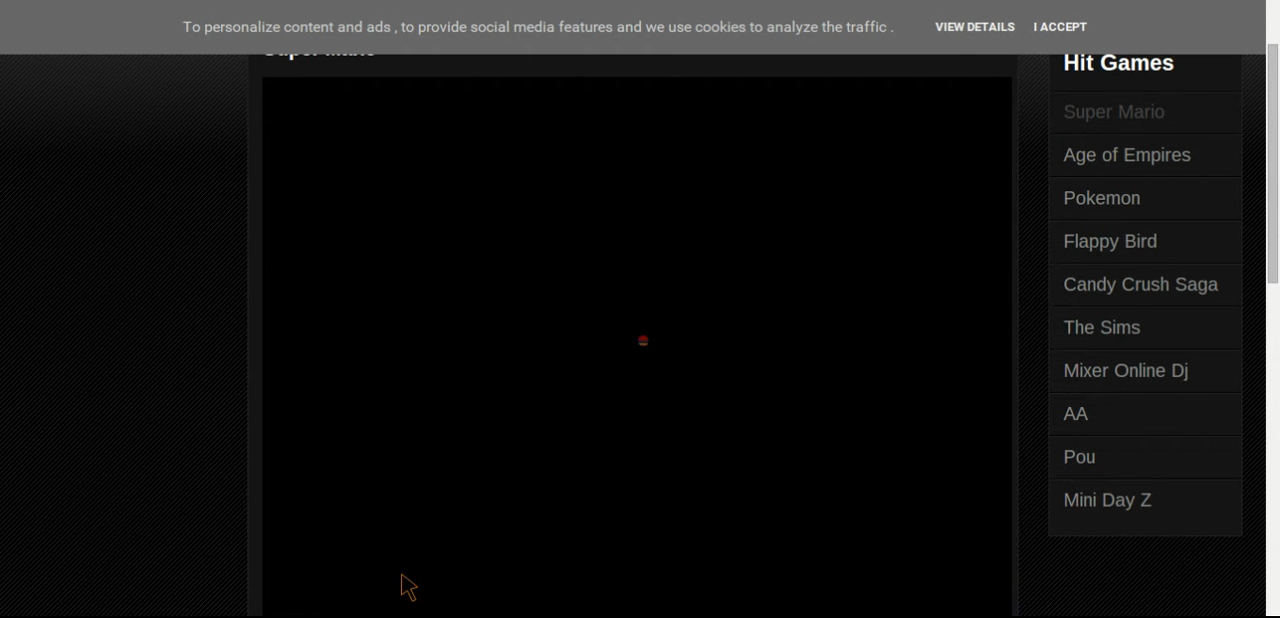 To personalize content and ads , to provide social media features and we use cookies to analyze the traffic .
VIEW DETAILS
I ACCEPT
Super Mario
Hit Games
Super Mario
Age of Empires
Pokemon
Flappy Bird
Candy Crush Saga
The Sims
Mixer Online Dj
AA
Pou
Mini Day Z